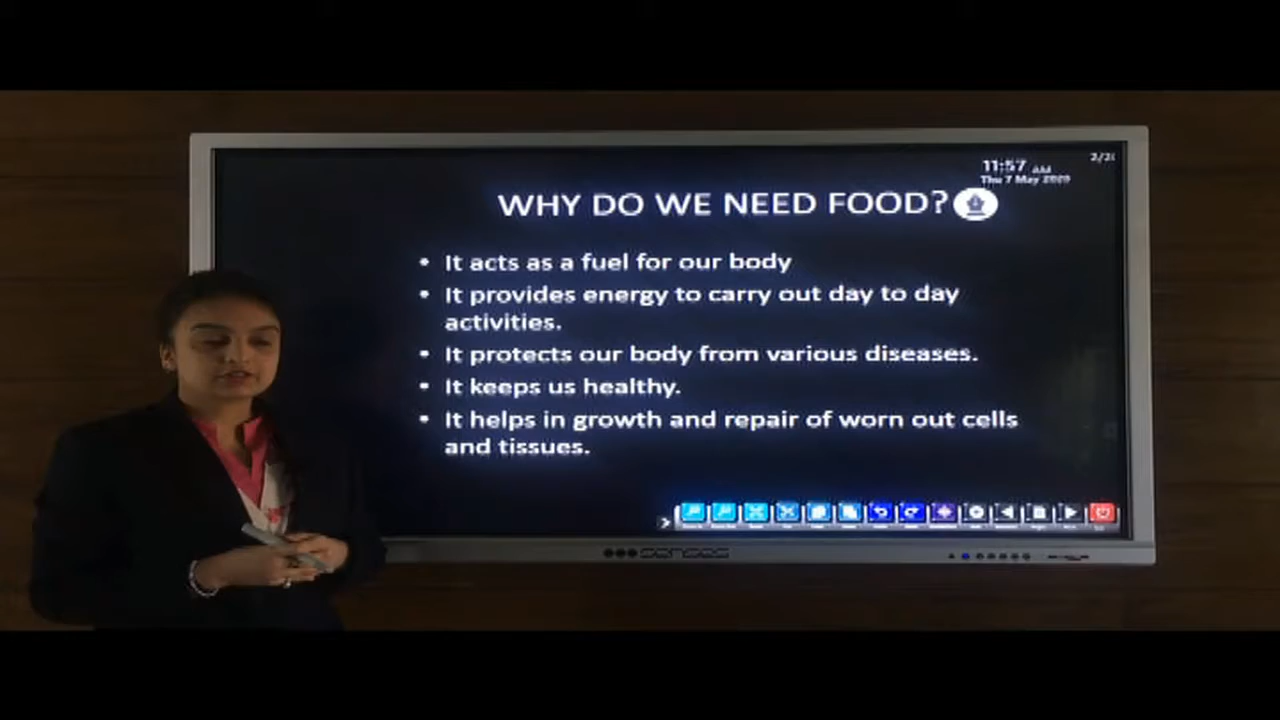 11:57 AM
Thu 7 May 2020
WHY DO WE NEED FOOD?
• It acts as a fuel for our body
• It provides energy to carry out day to day
activities.
• It protects our body from various diseases.
• It keeps us healthy.
• It helps in growth and repair of worn out cells
and tissues.
senses